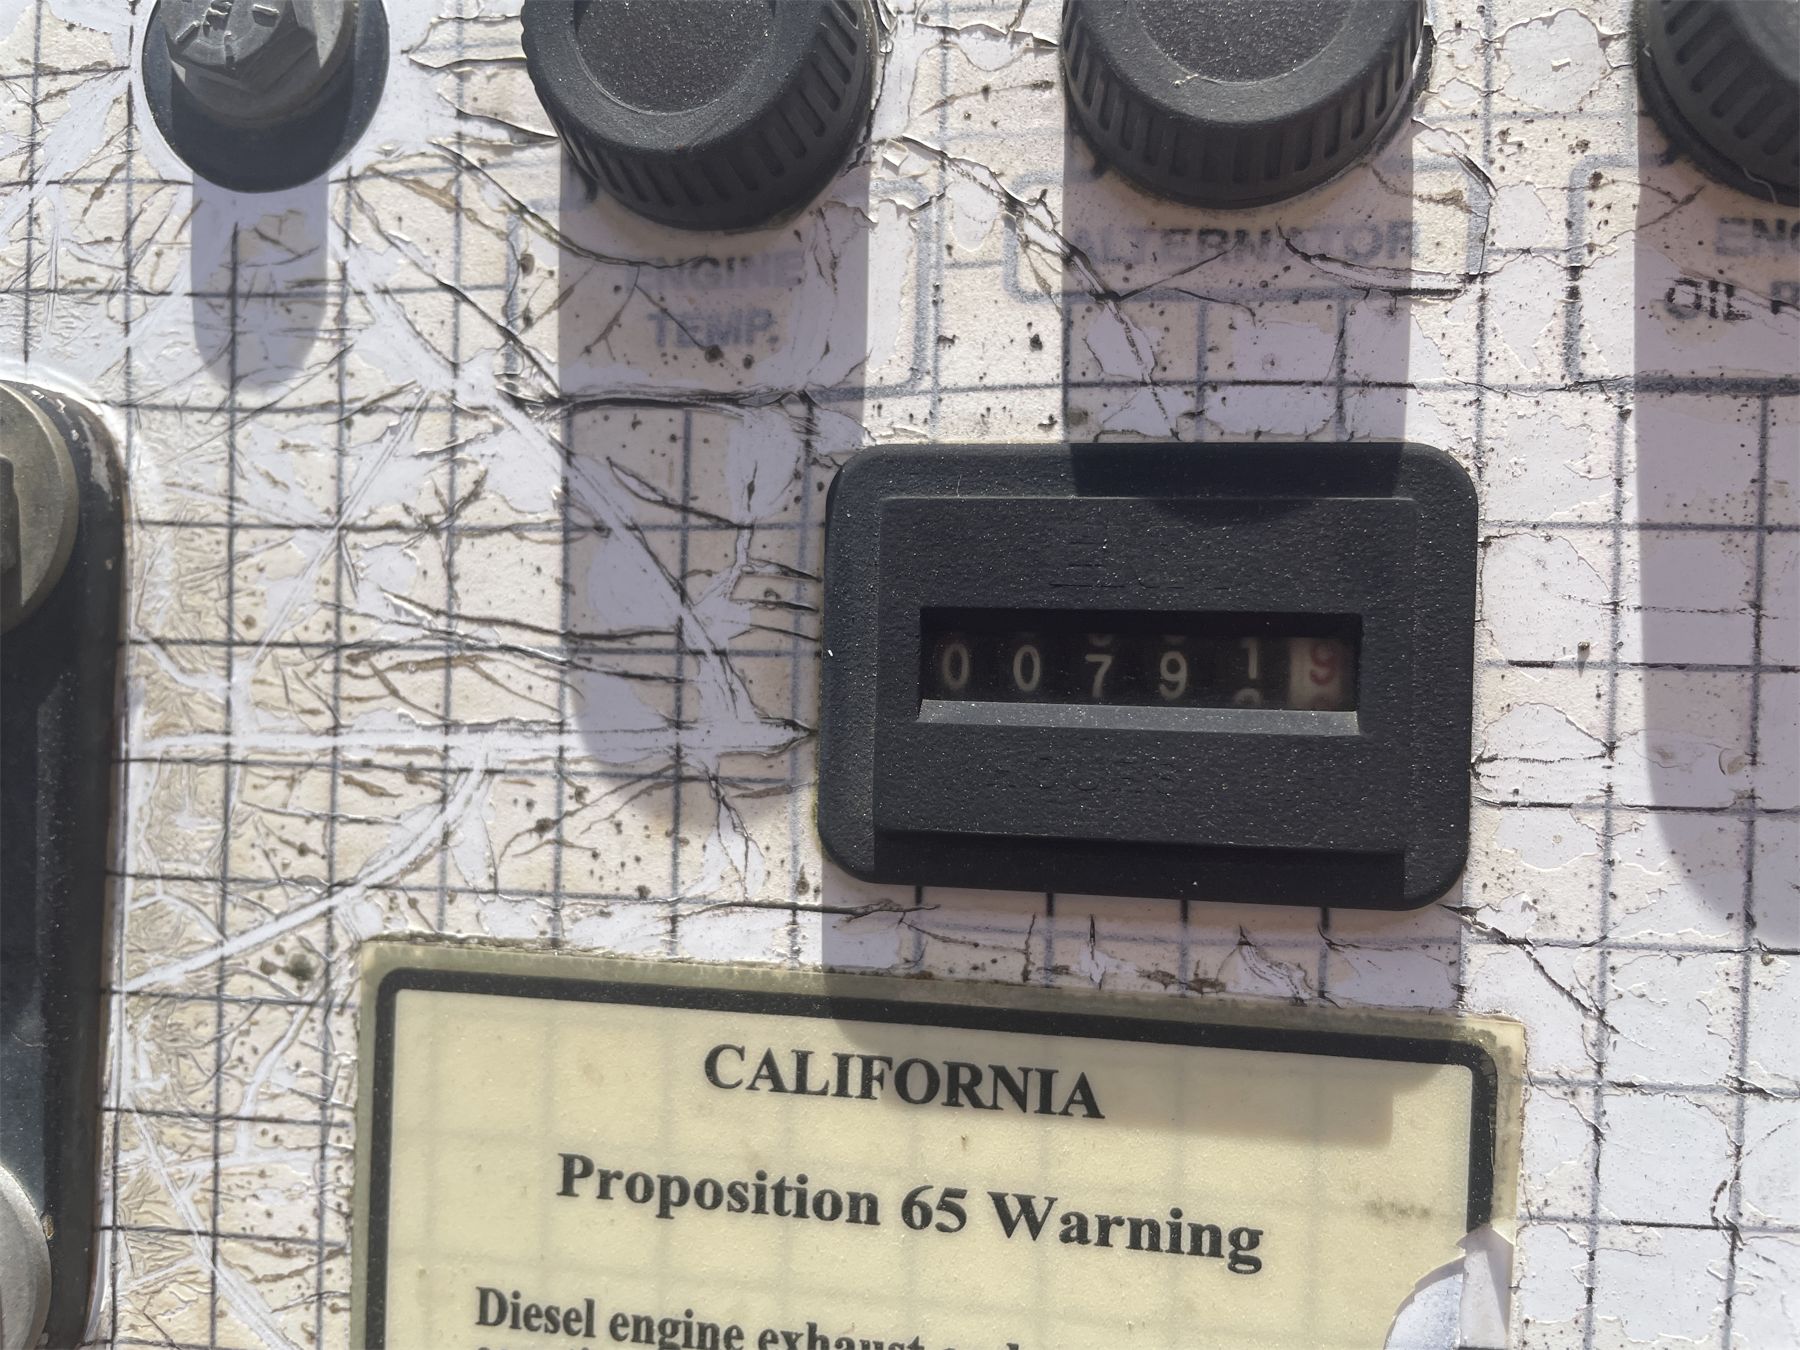 ENGINE
TEMP.
ALTERNATOR
OIL
0 0 7 9 1 9
CALIFORNIA
Proposition 65 Warning
Diesel engine exhaust